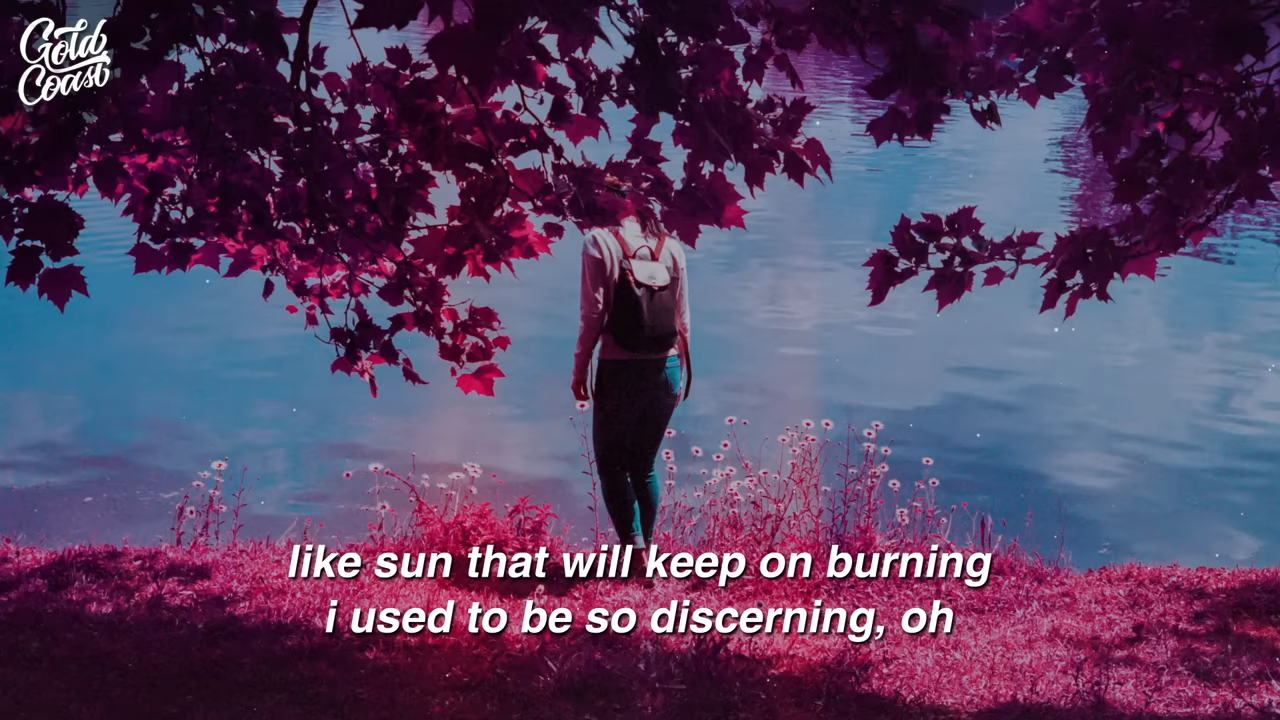 Gold
Coast
like sun that will keep on burning
i used to be so discerning, oh